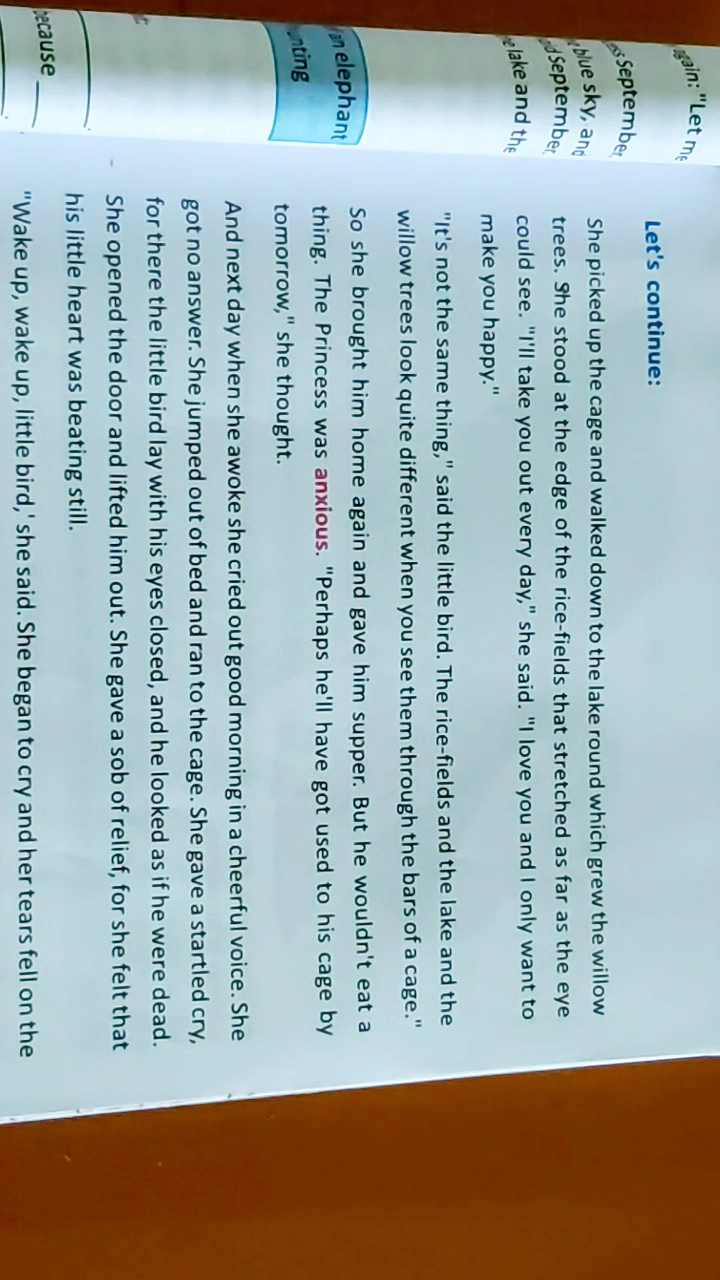 again: "Let me
September
blue sky, and
September
lake and the
an elephant
because
Let's continue:
She picked up the cage and walked down to the lake round which grew the willow
trees. She stood at the edge of the rice-fields that stretched as far as the eye
could see. "I'll take you out every day," she said. "I love you and I only want to
make you happy."
"It's not the same thing," said the little bird. The rice-fields and the lake and the
willow trees look quite different when you see them through the bars of a cage."
So she brought him home again and gave him supper. But he wouldn't eat a
thing. The Princess was anxious. "Perhaps he'll have got used to his cage by
tomorrow," she thought.
And next day when she awoke she cried out good morning in a cheerful voice. She
got no answer. She jumped out of bed and ran to the cage. She gave a startled cry,
for there the little bird lay with his eyes closed, and he looked as if he were dead.
She opened the door and lifted him out. She gave a sob of relief, for she felt that
his little heart was beating still.
"Wake up, wake up, little bird,' she said. She began to cry and her tears fell on the